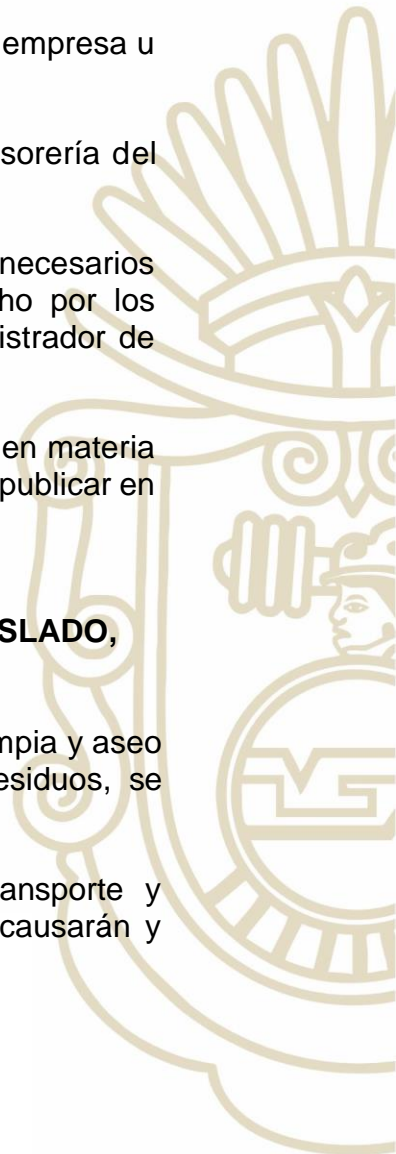 empresa u
sorería del
necesarios
ho por los
istrador de
en materia
publicar en
SLADO,
mpia y aseo
esiduos, se
ansporte y
causarán y